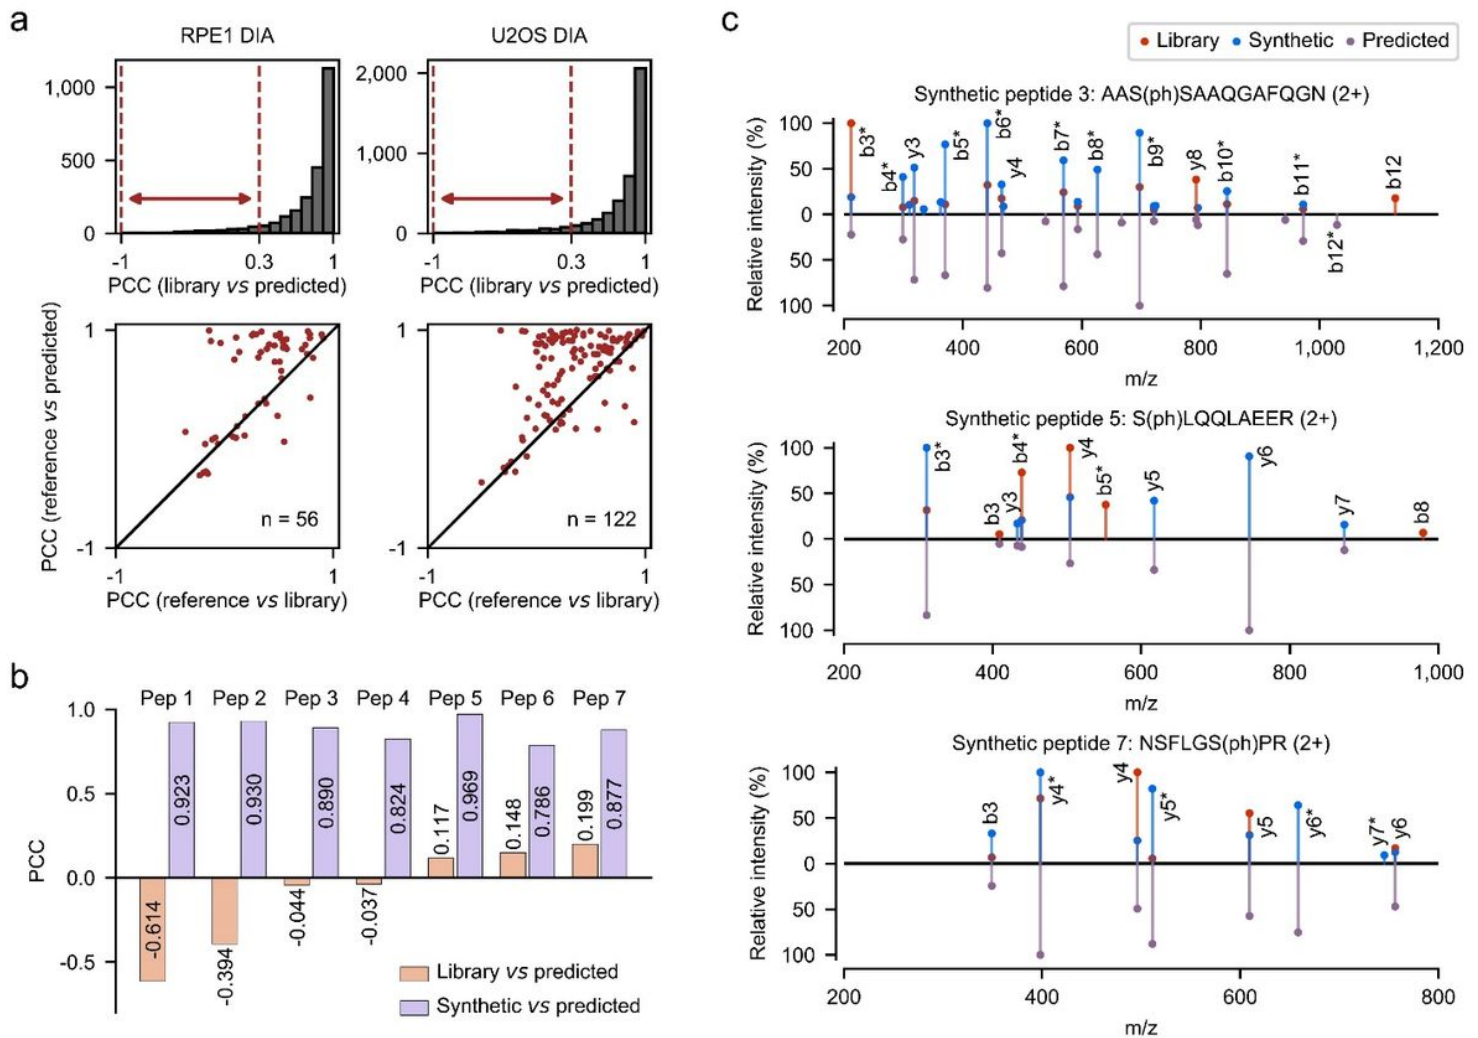 a
RPE1 DIA
1,000
500
0
-1
0.3
1
PCC (library vs predicted)
U2OS DIA
2,000
1,000
0
-1
0.3
1
PCC (library vs predicted)
PCC (reference vs predicted)
1
-1
n = 56
-1
1
PCC (reference vs library)
1
-1
n = 122
-1
1
PCC (reference vs library)
b
Pep 1 Pep 2 Pep 3 Pep 4 Pep 5 Pep 6 Pep 7
PCC
1.0
0.5
0.0
-0.5
-0.614
0.923
-0.394
0.930
-0.044
0.890
-0.037
0.824
0.117
0.969
0.148
0.786
0.199
0.877
Library vs predicted
Synthetic vs predicted
c
Library Synthetic Predicted
Synthetic peptide 3: AAS(ph)SAAQGAFQGN (2+)
Relative intensity (%)
100
50
0
50
100
b3*
b4*
y3
b5*
b6*
y4
b7*
b8*
b9*
y8
b10*
b11*
b12*
b12
200 400 600 800 1,000 1,200
m/z
Synthetic peptide 5: S(ph)LQQLAEER (2+)
Relative intensity (%)
100
50
0
50
100
b3*
b3
y3
b4*
y4
b5*
y5
y6
y7
b8
200 400 600 800 1,000
m/z
Synthetic peptide 7: NSFLGS(ph)PR (2+)
Relative intensity (%)
100
50
0
50
100
b3
y4*
y4
y5*
y5
y6*
y7*
y6
200 400 600 800
m/z